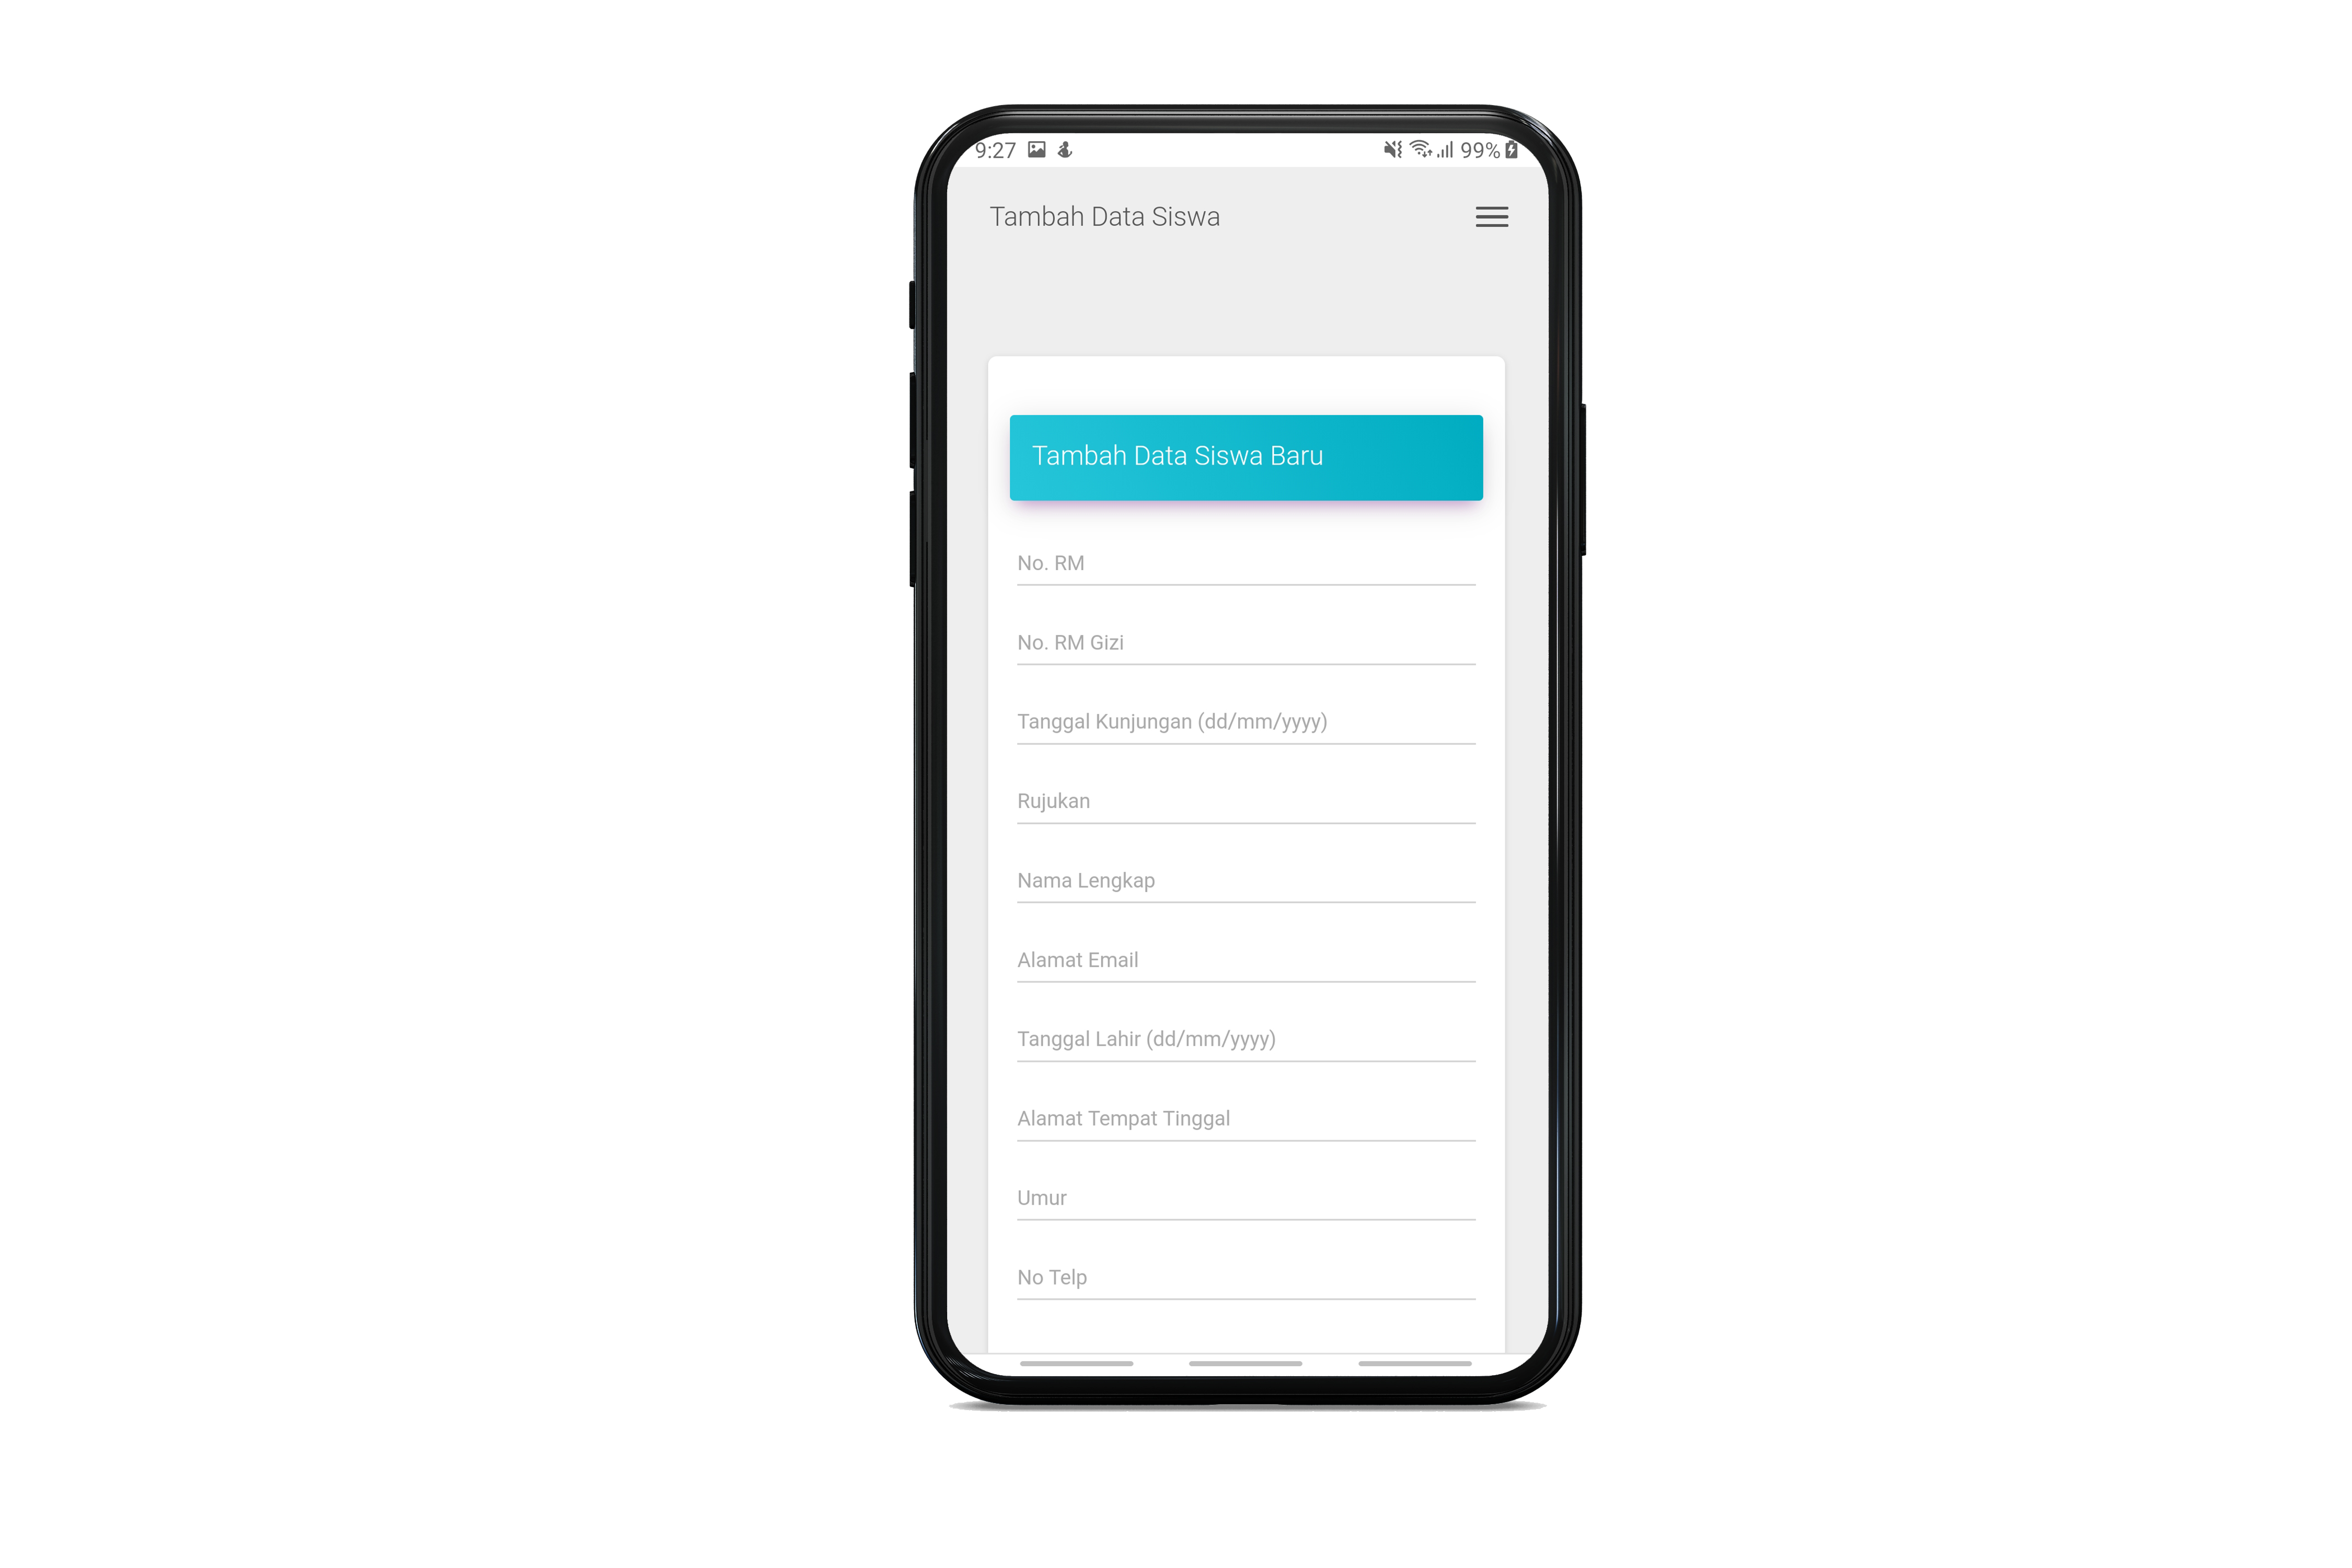 9:27 99%
Tambah Data Siswa
Tambah Data Siswa Baru
No. RM
No. RM Gizi
Tanggal Kunjungan (dd/mm/yyyy)
Rujukan
Nama Lengkap
Alamat Email
Tanggal Lahir (dd/mm/yyyy)
Alamat Tempat Tinggal
Umur
No Telp